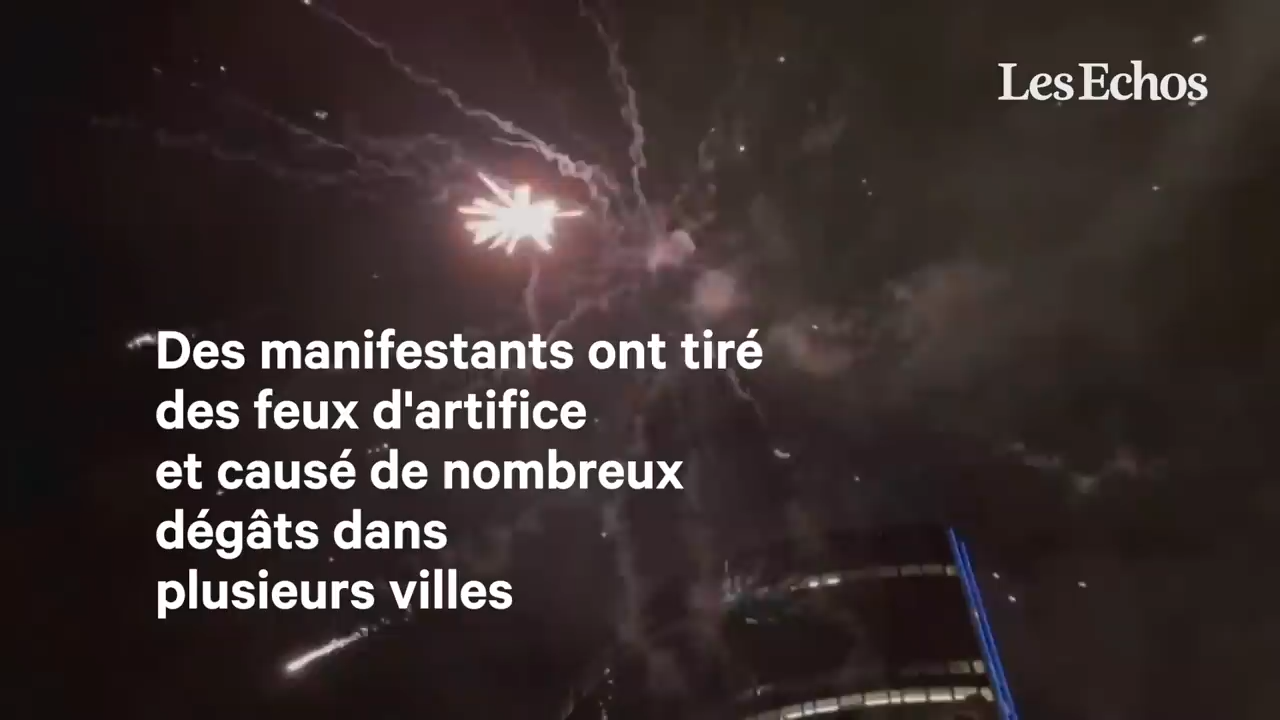 Les Echos
Des manifestants ont tiré
des feux d'artifice
et causé de nombreux
dégâts dans
plusieurs villes